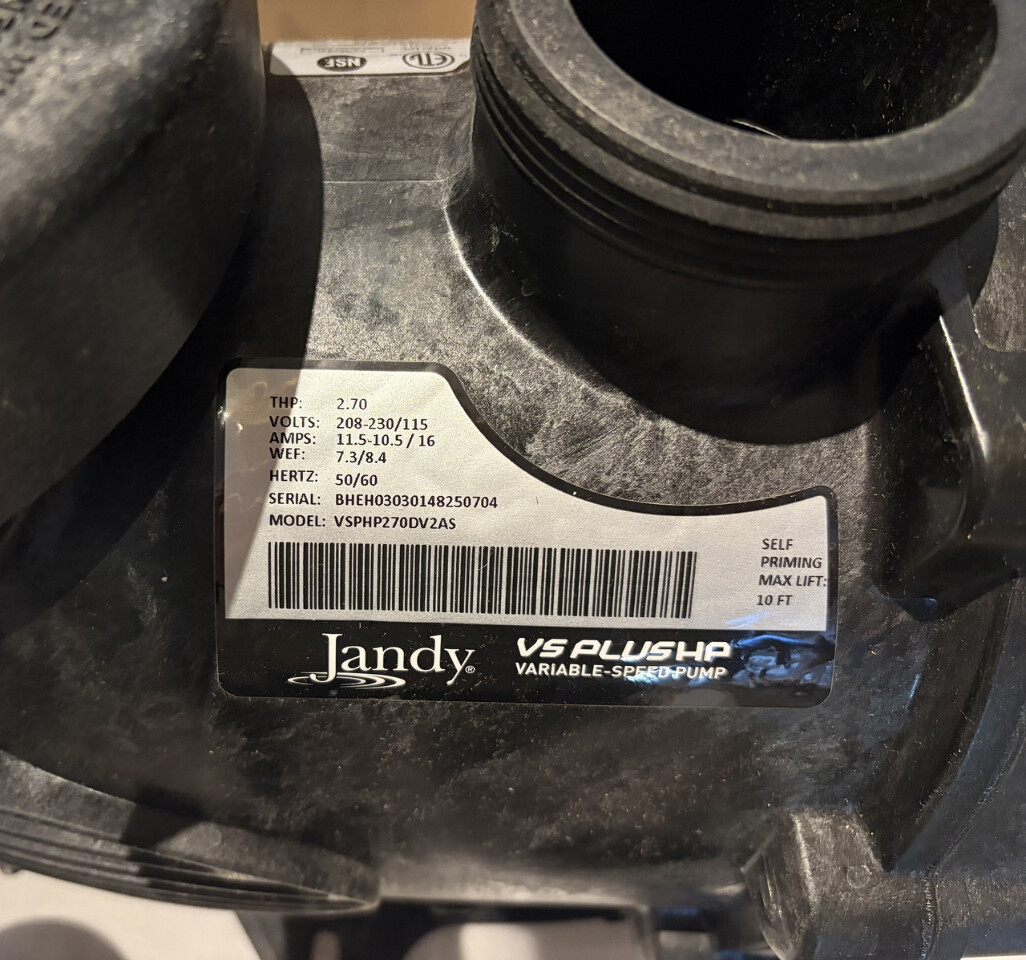 NSF
ETL
THP: 2.70
VOLTS: 208-230/115
AMPS: 11.5-10.5 / 16
WEF: 7.3/8.4
HERTZ: 50/60
SERIAL: BHEH03030148250704
MODEL: VSPHP270DV2AS
SELF
PRIMING
MAX LIFT:
10 FT
Jandy®
VS PLUSHP
VARIABLE-SPEED PUMP